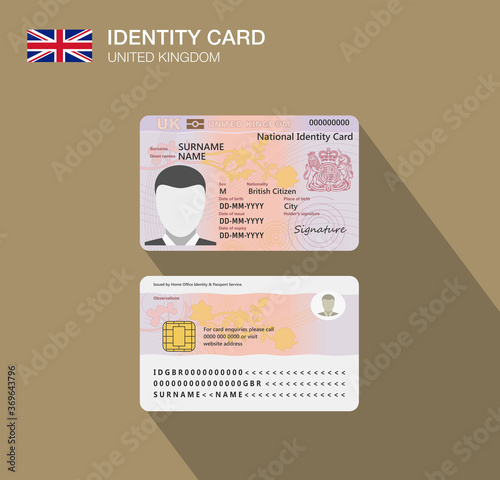 IDENTITY CARD
UNITED KINGDOM
UK UNITED KINGDOM 000000000
National Identity Card
Surname SURNAME
Given names NAME
Sex Nationality
M British Citizen
Date of birth Place of birth
DD-MM-YYYY City
Date of issue Holder's signature
DD-MM-YYYY
Date of expiry Signature
DD-MM-YYYY
Issued by Home Office Identity & Passport Service
Observations
For card enquiries please call
0000 000 0000 or visit
website address
IDGBR0000000000<<<<<<<<<<<<<<<
000000000000000GBR<<<<<<<<<<<<
SURNAME<<NAME<<<<<<<<<<<<<<<<<
Adobe Stock | #369643796